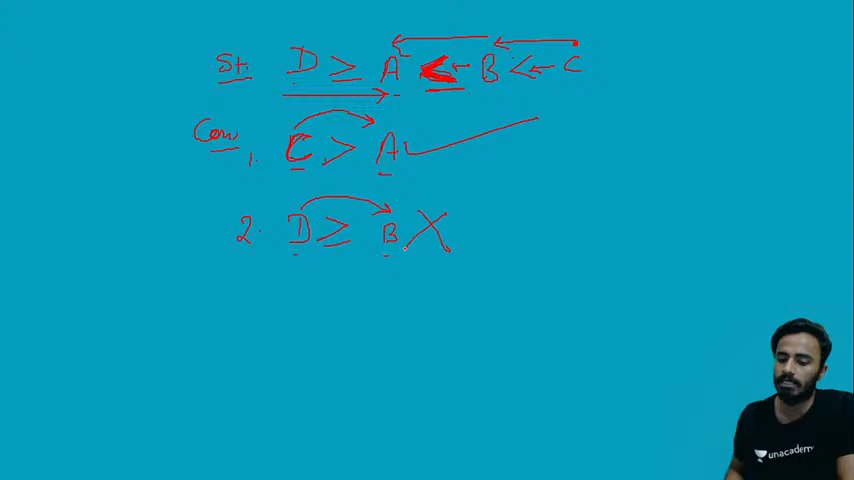 St. D ≥ A < B < C
Con.
1. C > A ✓
2. D ≥ B ✗
unacademy